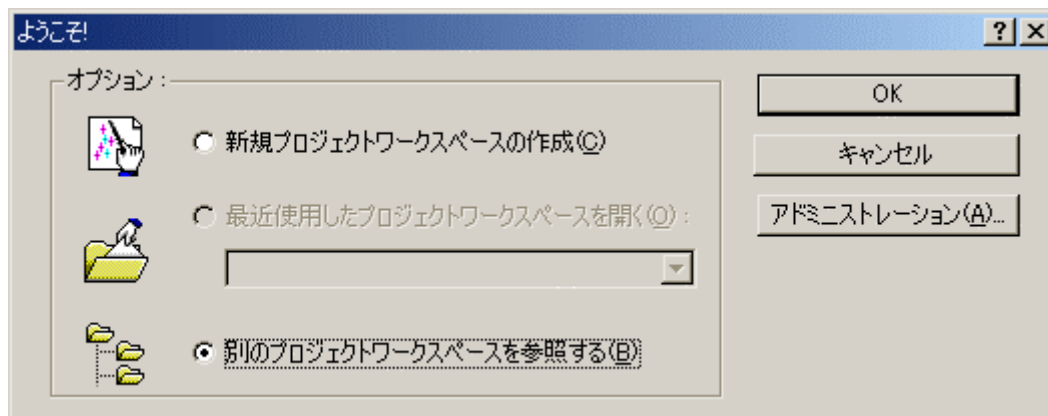 ようこそ!
オプション :
新規プロジェクトワークスペースの作成(C)
最近使用したプロジェクトワークスペースを開く(O) :
別のプロジェクトワークスペースを参照する(B)
OK
キャンセル
アドミニストレーション(A)...